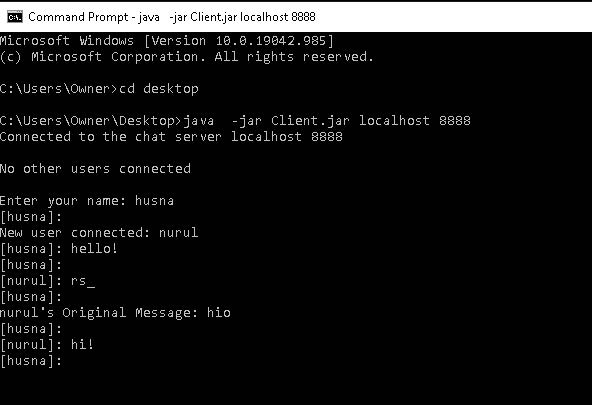 Command Prompt - java  -jar Client.jar localhost 8888
Microsoft Windows [Version 10.0.19042.985]
(c) Microsoft Corporation. All rights reserved.
C:\Users\Owner>cd desktop
C:\Users\Owner\Desktop>java  -jar Client.jar localhost 8888
Connected to the chat server localhost 8888
No other users connected
Enter your name: husna
[husna]:
New user connected: nurul
[husna]: hello!
[husna]:
[nurul]: rs_
[husna]:
nurul's Original Message: hio
[husna]:
[nurul]: hi!
[husna]: